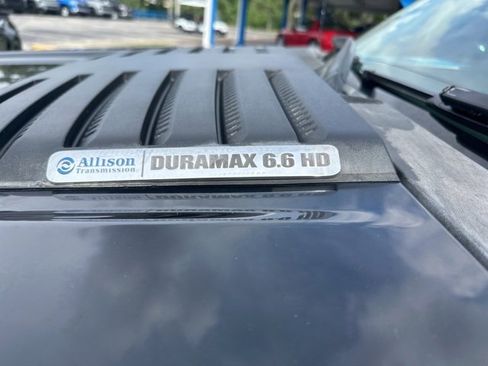 Allison
Transmission
DURAMAX 6.6 HD